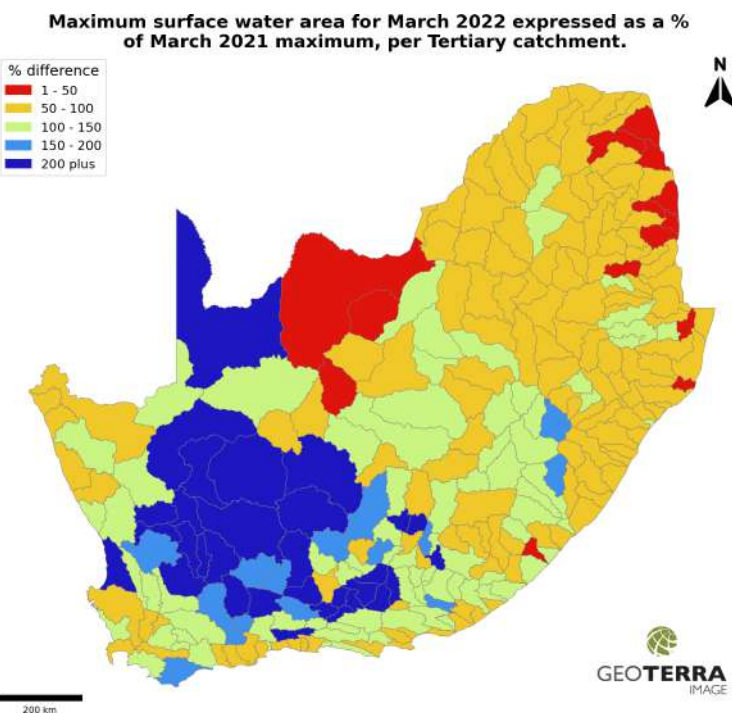 Maximum surface water area for March 2022 expressed as a %
of March 2021 maximum, per Tertiary catchment.
N
% difference
1 - 50
50 - 100
100 - 150
150 - 200
200 plus
GEOTERRA
IMAGE
200 km